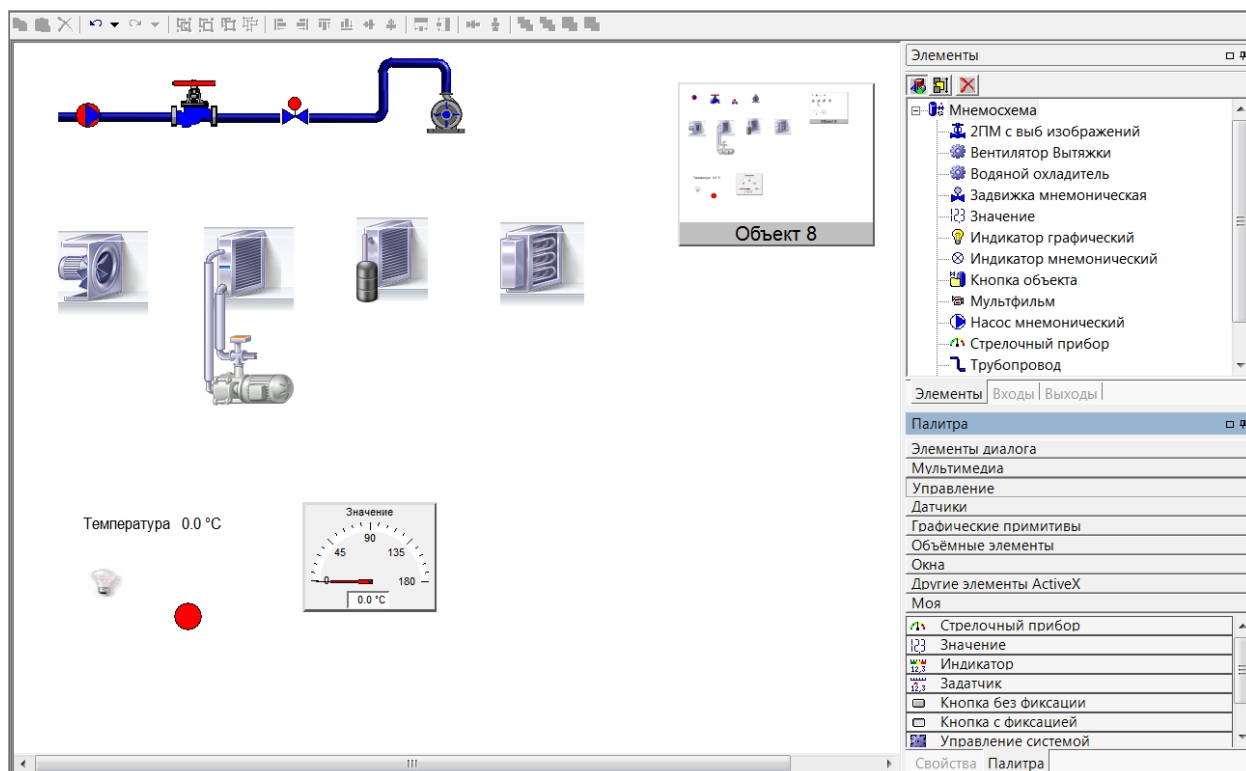 Элементы
Мнемосхема
2ПМ с выб изображений
Вентилятор Вытяжки
Водяной охладитель
Задвижка мнемоническая
Значение
Индикатор графический
Индикатор мнемонический
Кнопка объекта
Мультфильм
Насос мнемонический
Стрелочный прибор
Трубопровод
Элементы Входы Выходы
Объект 8
Температура 0.0 °C
Значение
90
45 135
0 180
0.0 °C
Палитра
Элементы диалога
Мультимедиа
Управление
Датчики
Графические примитивы
Объёмные элементы
Окна
Другие элементы ActiveX
Моя
Стрелочный прибор
Значение
Индикатор
Задатчик
Кнопка без фиксации
Кнопка с фиксацией
Управление системой
Свойства Палитра